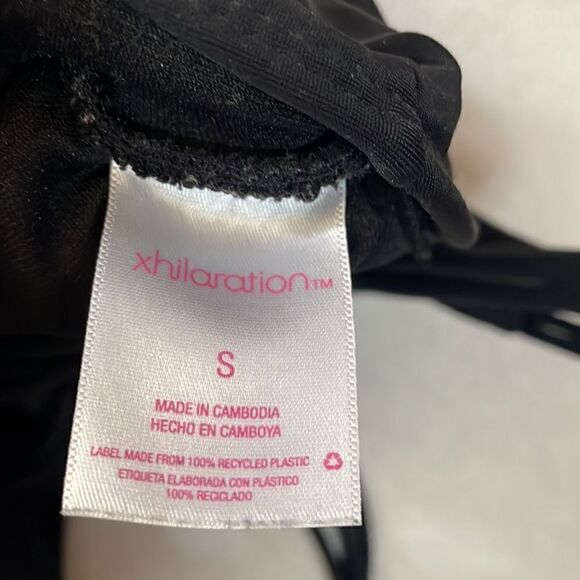 xhilaration™
S
MADE IN CAMBODIA
HECHO EN CAMBOYA
LABEL MADE FROM 100% RECYCLED PLASTIC
ETIQUETA ELABORADA CON PLÁSTICO
100% RECICLADO